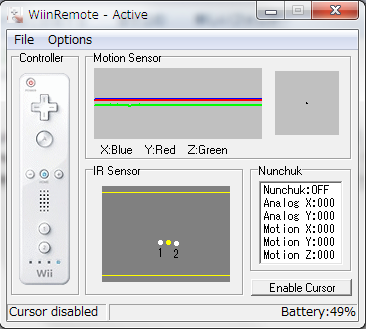 WiinRemote - Active
File Options
Controller
Wii
Motion Sensor
X:Blue Y:Red Z:Green
IR Sensor
1 2
Nunchuk
Nunchuk:OFF
Analog X:000
Analog Y:000
Motion X:000
Motion Y:000
Motion Z:000
Enable Cursor
Cursor disabled
Battery:49%